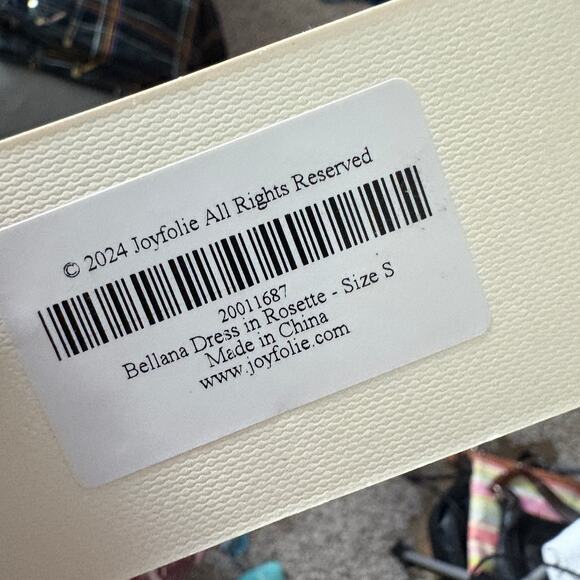 © 2024 Joyfolie All Rights Reserved
20011687
Bellana Dress in Rosette - Size S
Made in China
www.joyfolie.com